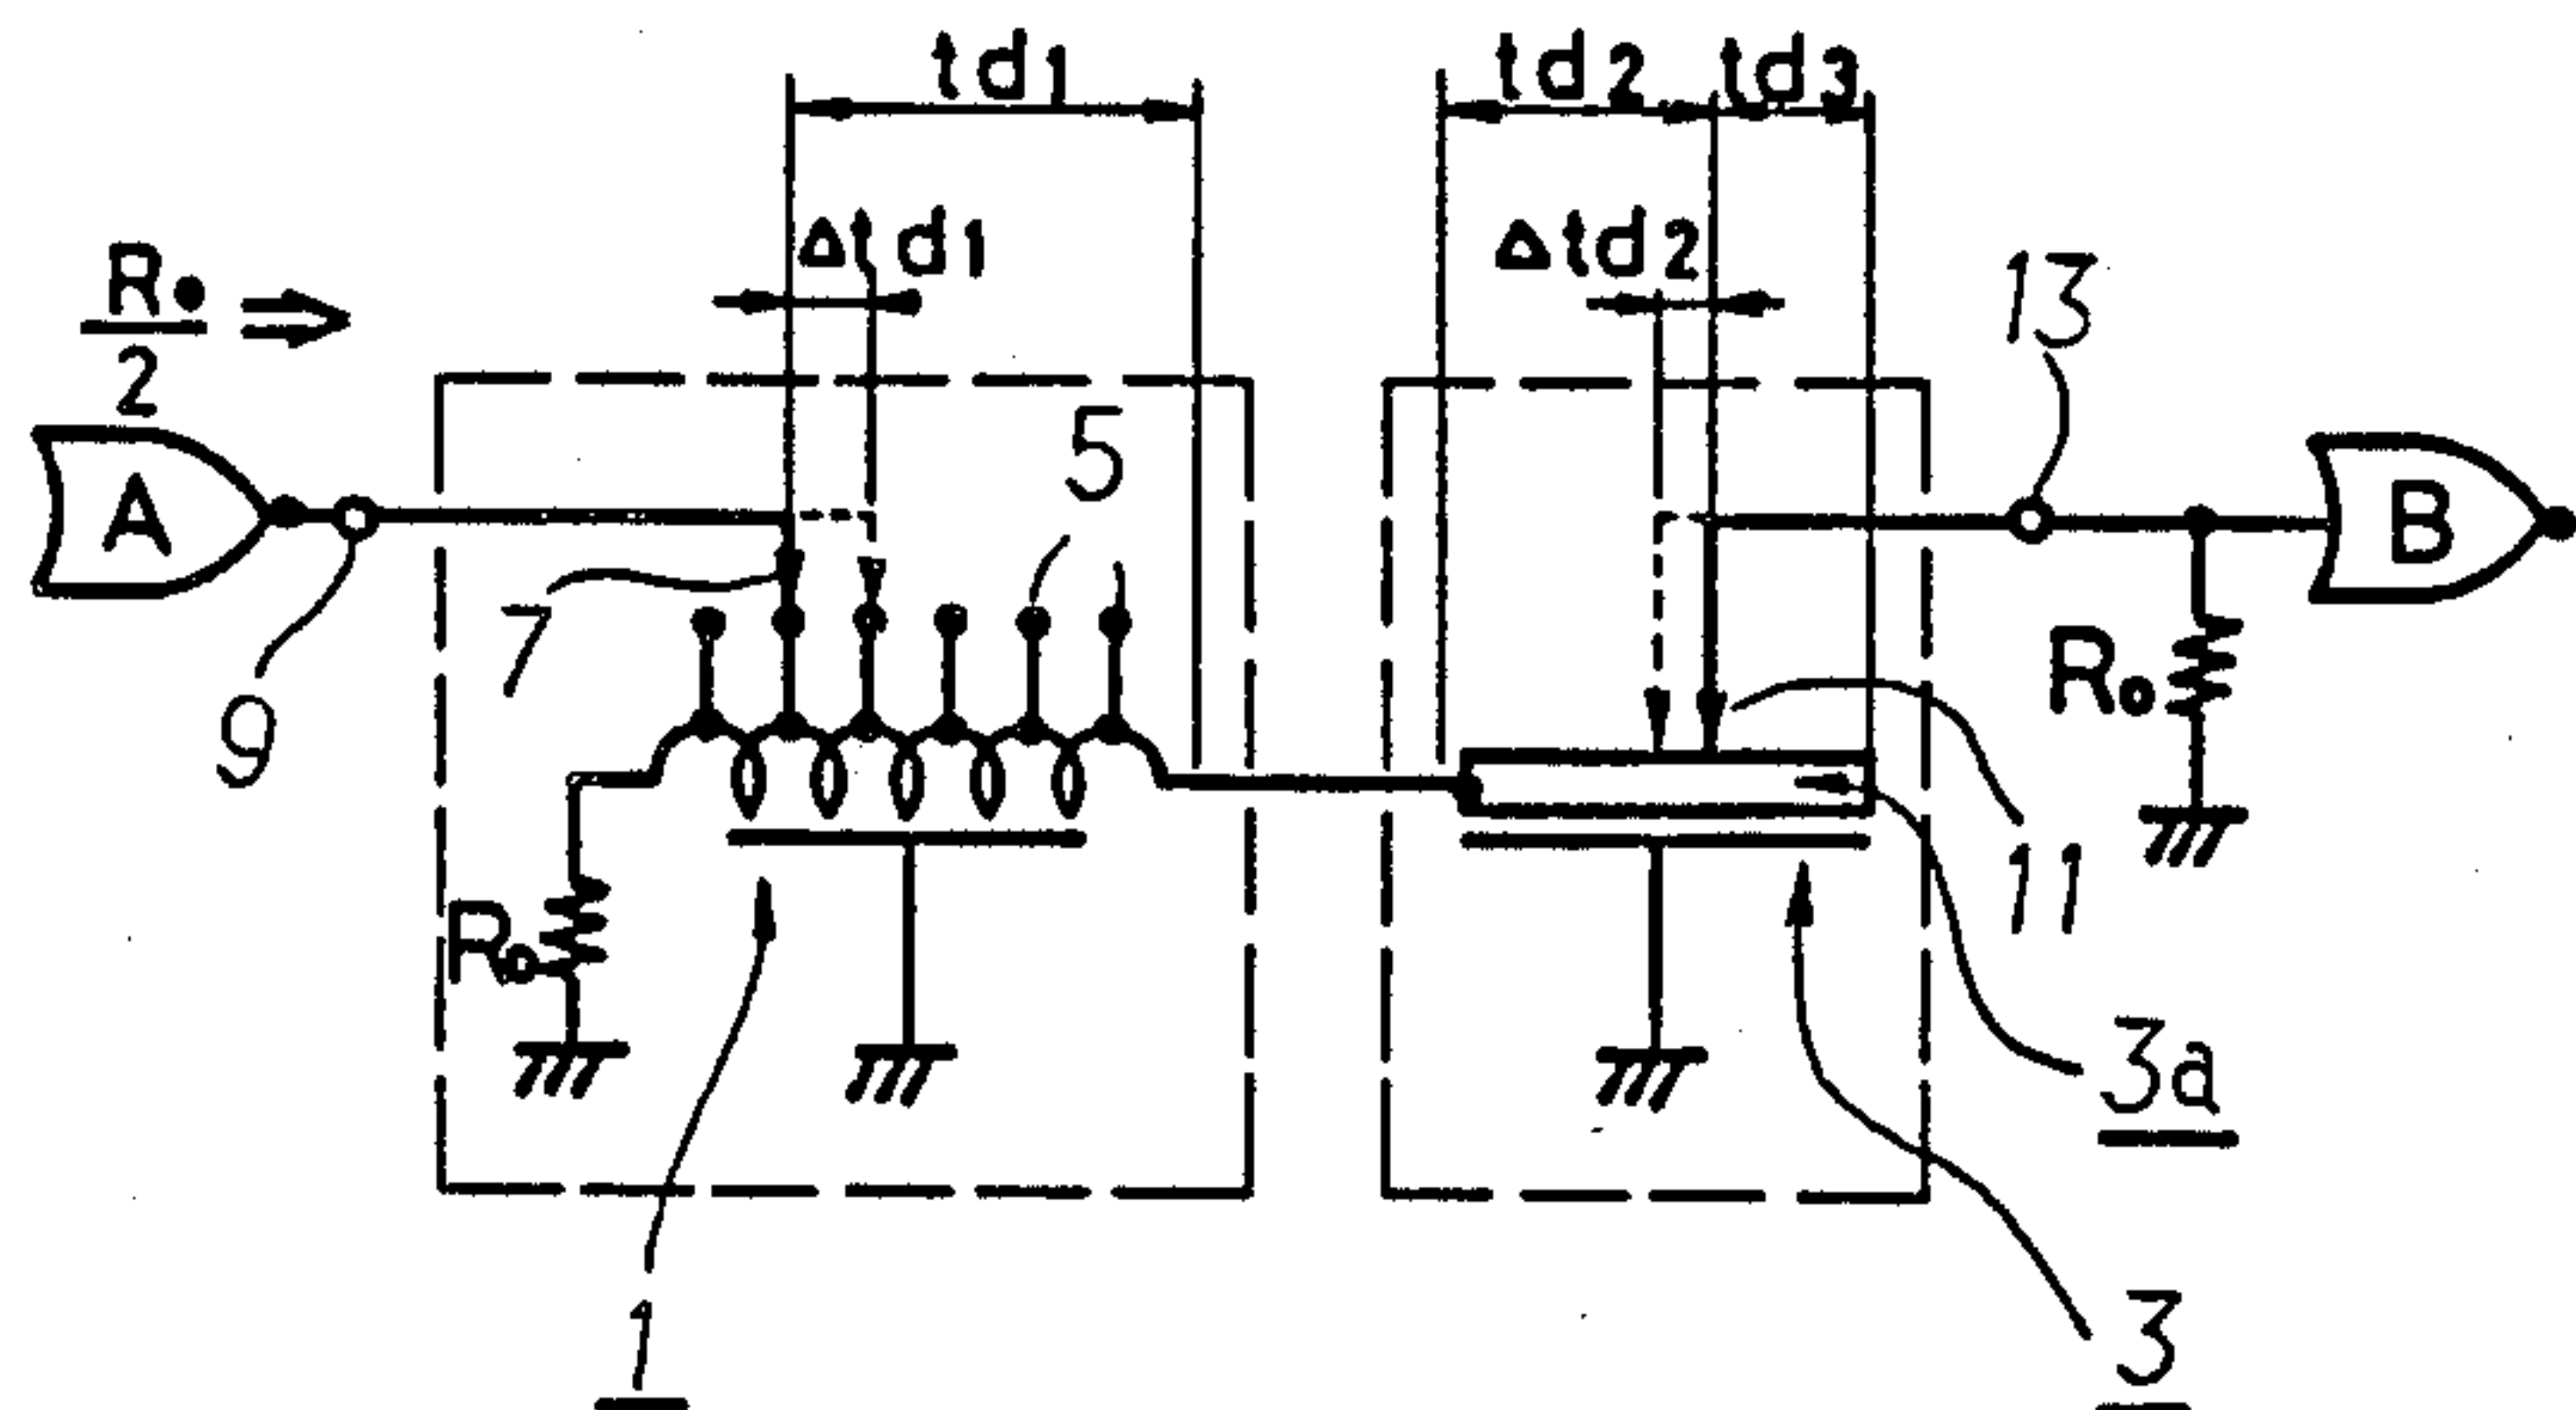 td1 td2 td3
Δtd1 Δtd2
R0/2 ⇒ 13
5
A B
7
9 R0
11
R0
3a
1 3